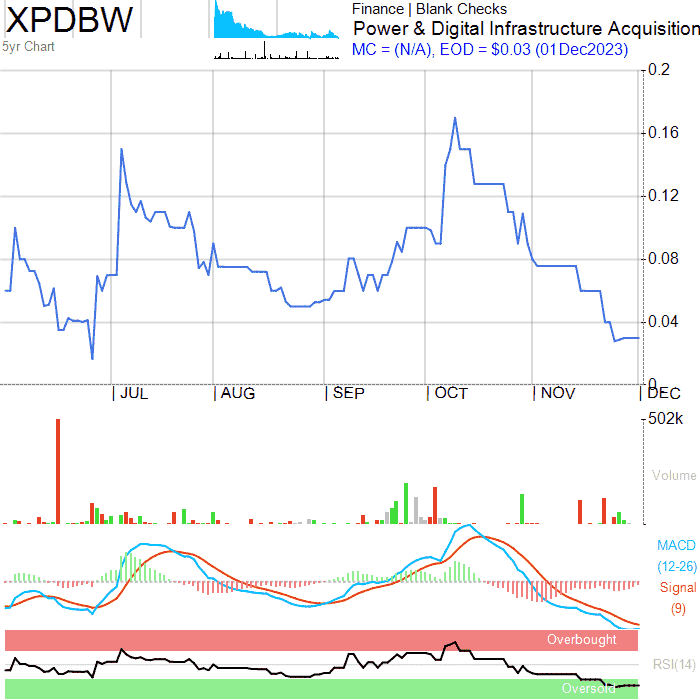 XPDBW
5yr Chart
Finance | Blank Checks
Power & Digital Infrastructure Acquisition
MC = (N/A), EOD = $0.03 (01Dec2023)
0.2
0.16
0.12
0.08
0.04
0
| JUL | AUG | SEP | OCT | NOV | DEC
502k
Volume
MACD
(12-26)
Signal
(9)
Overbought
RSI(14)
Oversold